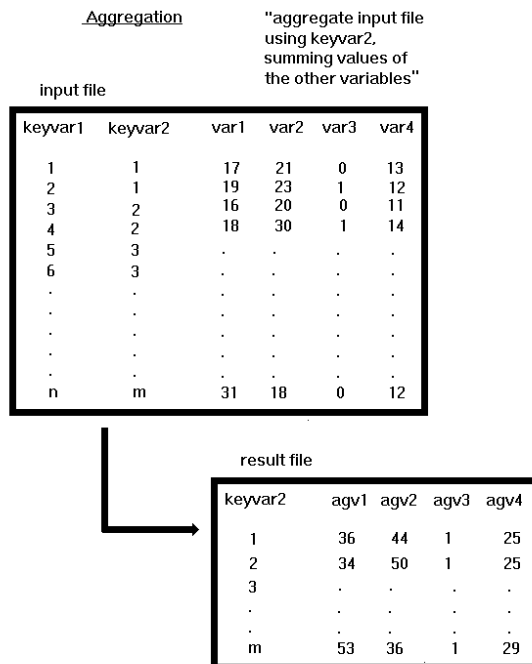 Aggregation
"aggregate input file
using keyvar2,
summing values of
the other variables"
input file
keyvar1 keyvar2 var1 var2 var3 var4
1 1 17 21 0 13
2 1 19 23 1 12
3 2 16 20 0 11
4 2 18 30 1 14
5 3 . . . .
6 3 . . . .
. . . . . .
. . . . . .
. . . . . .
. . . . . .
. . . . . .
n m 31 18 0 12
result file
keyvar2 agv1 agv2 agv3 agv4
1 36 44 1 25
2 34 50 1 25
3 . . . .
. . . . .
. . . . .
m 53 36 1 29